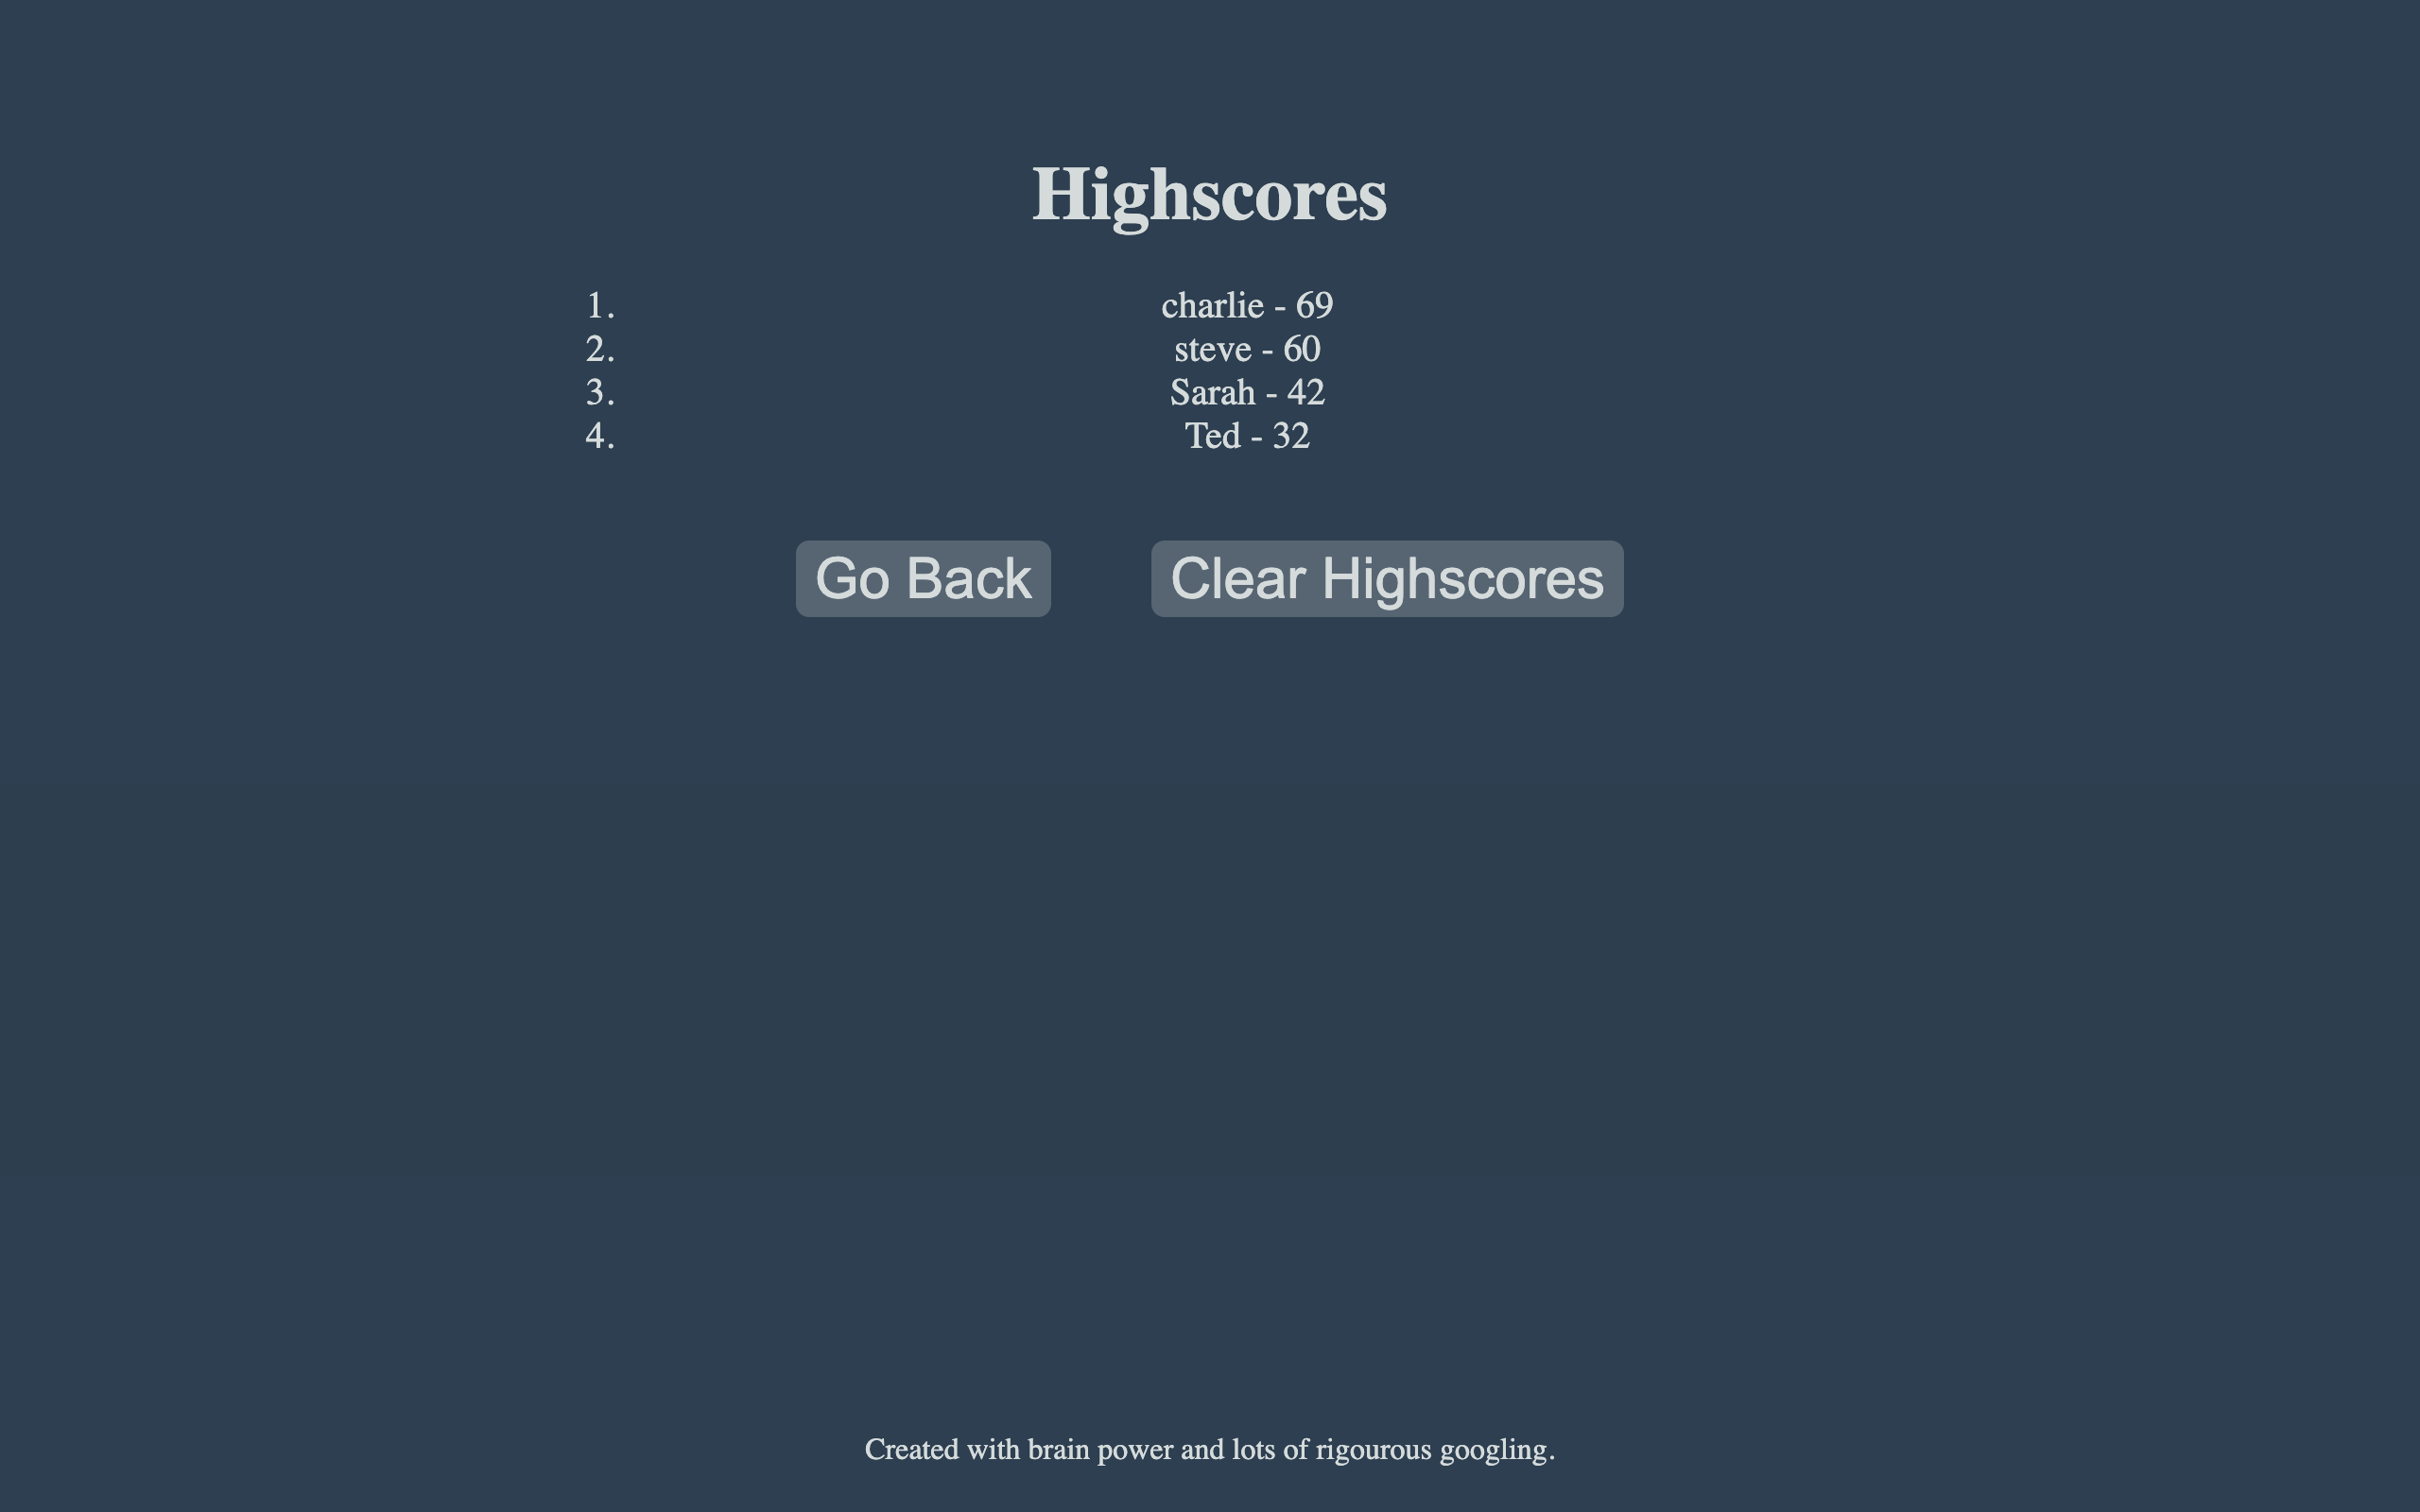 Highscores
1. charlie - 69
2. steve - 60
3. Sarah - 42
4. Ted - 32
Go Back Clear Highscores
Created with brain power and lots of rigourous googling.